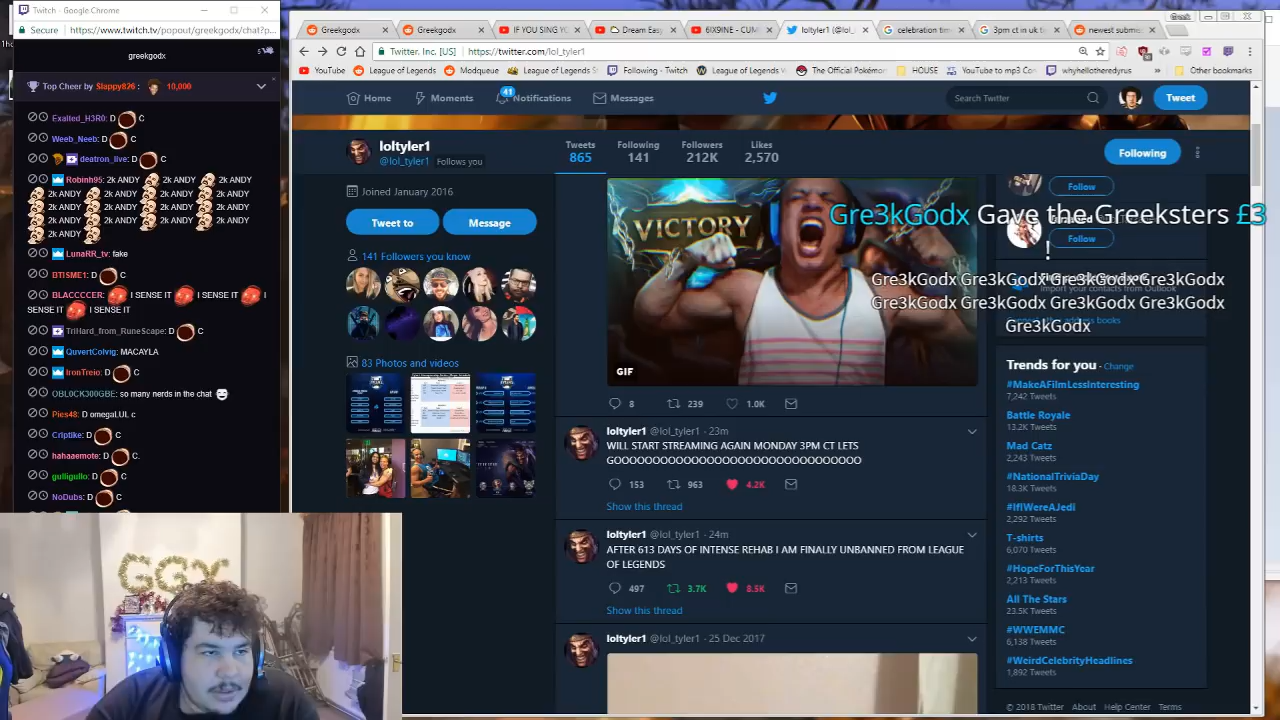 Twitch - Google Chrome
Secure https://www.twitch.tv/popout/greekgodx/chat?p...
greekgodx
Top Cheer by Slappy826 : 10,000
Exalted_H3R0: D C
Weeb_Neeb: D C
deatron_live: D C
Robinh95: 2k ANDY 2k ANDY 2k ANDY
2k ANDY 2k ANDY 2k ANDY 2k ANDY
2k ANDY 2k ANDY 2k ANDY 2k ANDY
2k ANDY 2k ANDY 2k ANDY 2k ANDY
2k ANDY
LunaRR_tv: fake
BTISME1: D C
BLACCCCER: I SENSE IT I SENSE IT I
SENSE IT I SENSE IT
TriHard_from_RuneScape: D C
QuvertColvig: MACAYLA
IronTreio: D C
OBL0CK300GBE: so many nerds in the chat
Pies48: D omegaLUL c
Criptike: D C
hahaaemote: D C.
gulligullo: D C
NoDubs: D C
GGX
Greekgodx
Greekgodx
IF YOU SING
Dream Easy
6IX9INE - CUM
loltyler1 (@lol_
celebration tim
3pm ct in uk ti
newest submis
Greek
Twitter, Inc. [US] https://twitter.com/lol_tyler1
YouTube League of Legends Modqueue League of Legends S Following - Twitch League of Legends V The Official Pokémon HOUSE YouTube to mp3 Con whyhellotheredyrus » Other bookmarks
Home Moments 41 Notifications Messages Search Twitter Tweet
loltyler1
@lol_tyler1 Follows you
Tweets 865
Following 141
Followers 212K
Likes 2,570
Following
Joined January 2016
Tweet to Message
141 Followers you know
83 Photos and videos
VICTORY
GIF
8 239 1.0K
loltyler1 @lol_tyler1 · 23m
WILL START STREAMING AGAIN MONDAY 3PM CT LETS
GOOOOOOOOOOOOOOOOOOOOOOOOOOOOOOOO
153 963 4.2K
Show this thread
loltyler1 @lol_tyler1 · 24m
AFTER 613 DAYS OF INTENSE REHAB I AM FINALLY UNBANNED FROM LEAGUE
OF LEGENDS
497 3.7K 8.5K
Show this thread
loltyler1 @lol_tyler1 · 25 Dec 2017
Follow
Gre3kGodx Gave the Greeksters £3
!
Follow
Gre3kGodx Gre3kGodx Gre3kGodx Gre3kGodx
Import your contacts from Outlook
Gre3kGodx Gre3kGodx Gre3kGodx Gre3kGodx
Gre3kGodx
Trends for you · Change
#MakeAFilmLessInteresting
7,242 Tweets
Battle Royale
13.2K Tweets
Mad Catz
2,243 Tweets
#NationalTriviaDay
18.3K Tweets
#IfIWereAJedi
2,292 Tweets
T-shirts
6,070 Tweets
#HopeForThisYear
2,213 Tweets
All The Stars
23.5K Tweets
#WWEMMC
6,138 Tweets
#WeirdCelebrityHeadlines
1,892 Tweets
© 2018 Twitter About Help Center Terms